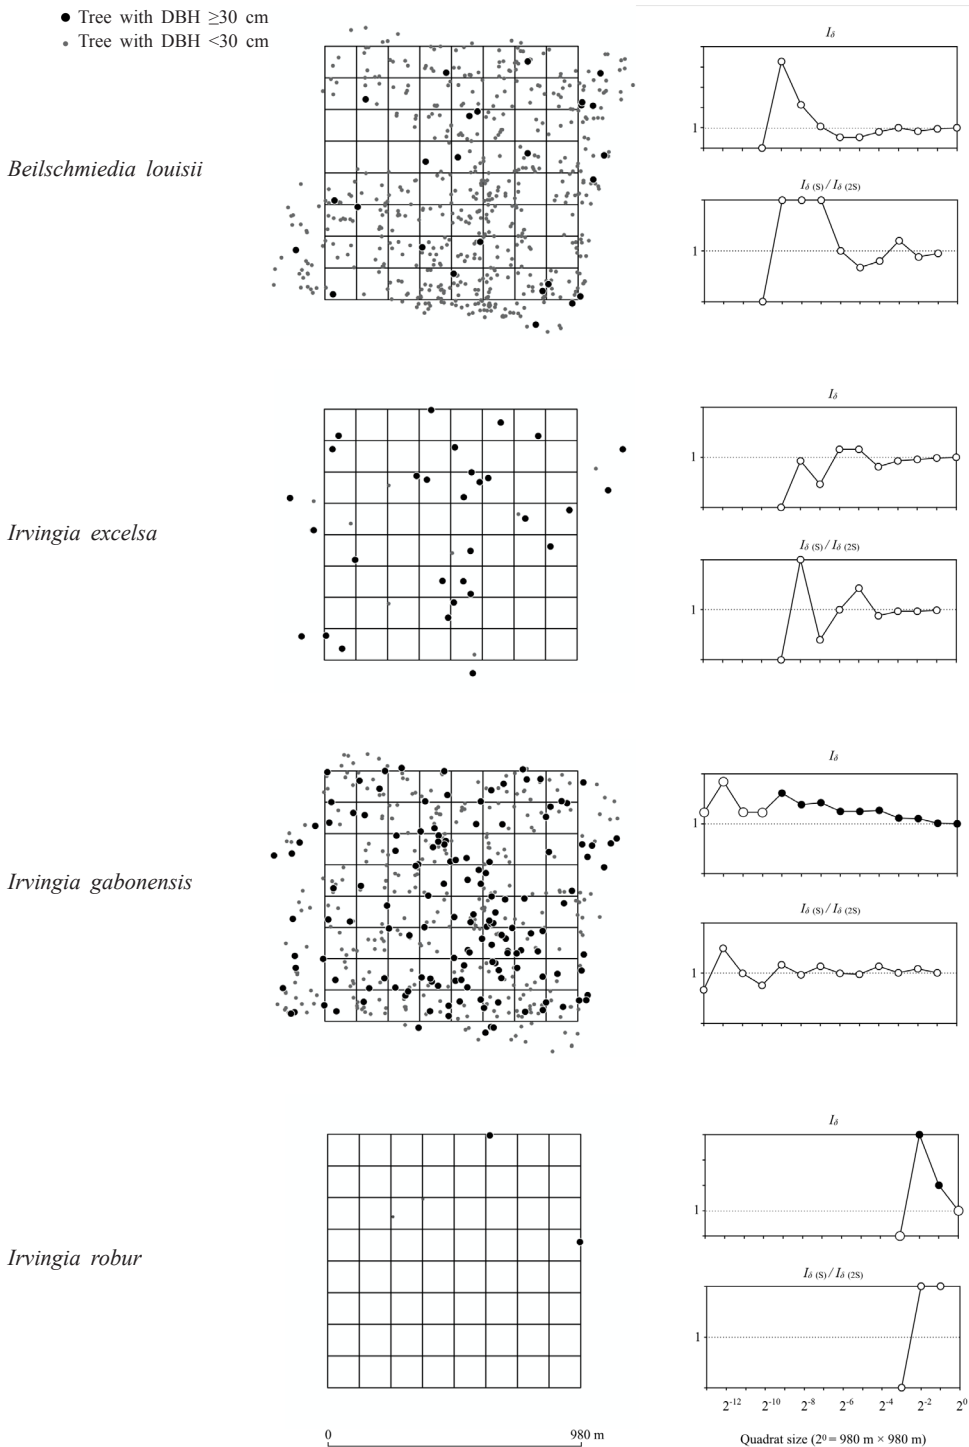 ● Tree with DBH ≥30 cm
• Tree with DBH <30 cm
Beilschmiedia louisii
Iδ
1
Iδ (S) / Iδ (2S)
1
Irvingia excelsa
Iδ
1
Iδ (S) / Iδ (2S)
1
Irvingia gabonensis
Iδ
1
Iδ (S) / Iδ (2S)
1
Irvingia robur
Iδ
1
Iδ (S) / Iδ (2S)
1
2⁻¹² 2⁻¹⁰ 2⁻⁸ 2⁻⁶ 2⁻⁴ 2⁻² 2⁰
0 980 m
Quadrat size (2⁰ = 980 m × 980 m)